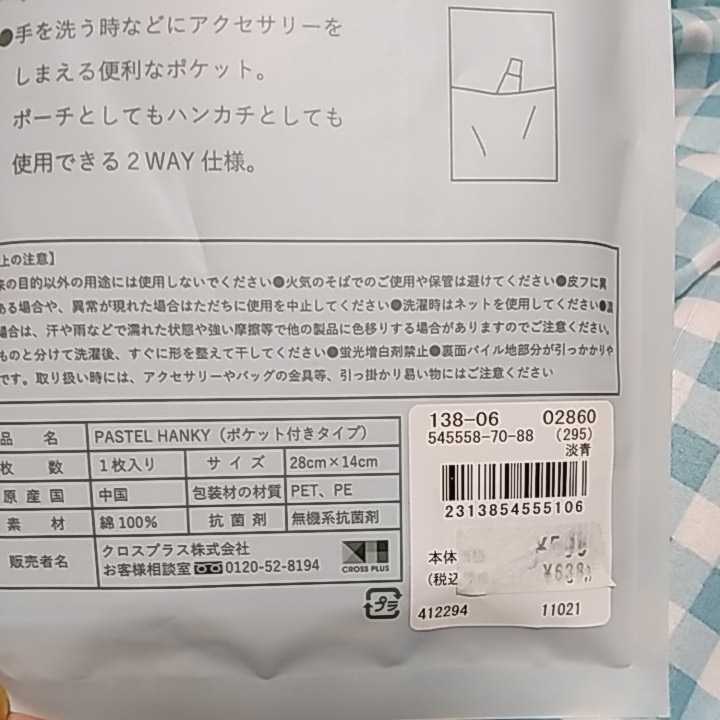 ●手を洗う時などにアクセサリーを
しまえる便利なポケット。
ポーチとしてもハンカチとしても
使用できる2WAY仕様。
上の注意】
の目的以外の用途には使用しないでください●火気のそばでのご使用や保管は避けてください●皮フに異
ある場合や、異常が現れた場合はただちに使用を中止してください●洗濯時はネットを使用してください●
場合は、汗や雨などで濡れた状態や強い摩擦等で他の製品に色移りする場合がありますのでご注意ください。
ものと分けて洗濯後、すぐに形を整えて干してください●蛍光増白剤禁止●裏面パイル地部分が引っかかりや
です。取り扱い時には、アクセサリーやバッグの金具等、引っ掛かり易い物にはご注意ください
品名 PASTEL HANKY（ポケット付きタイプ）
枚数 1枚入り サイズ 28cm×14cm
原産国 中国 包装材の材質 PET、PE
素材 綿100% 抗菌剤 無機系抗菌剤
販売者名 クロスプラス株式会社
お客様相談室 0120-52-8194
CROSS PLUS
プラ
138-06 02860
545558-70-88 (295)
淡青
2313854555106
本体
(税込 ¥638
412294 11021